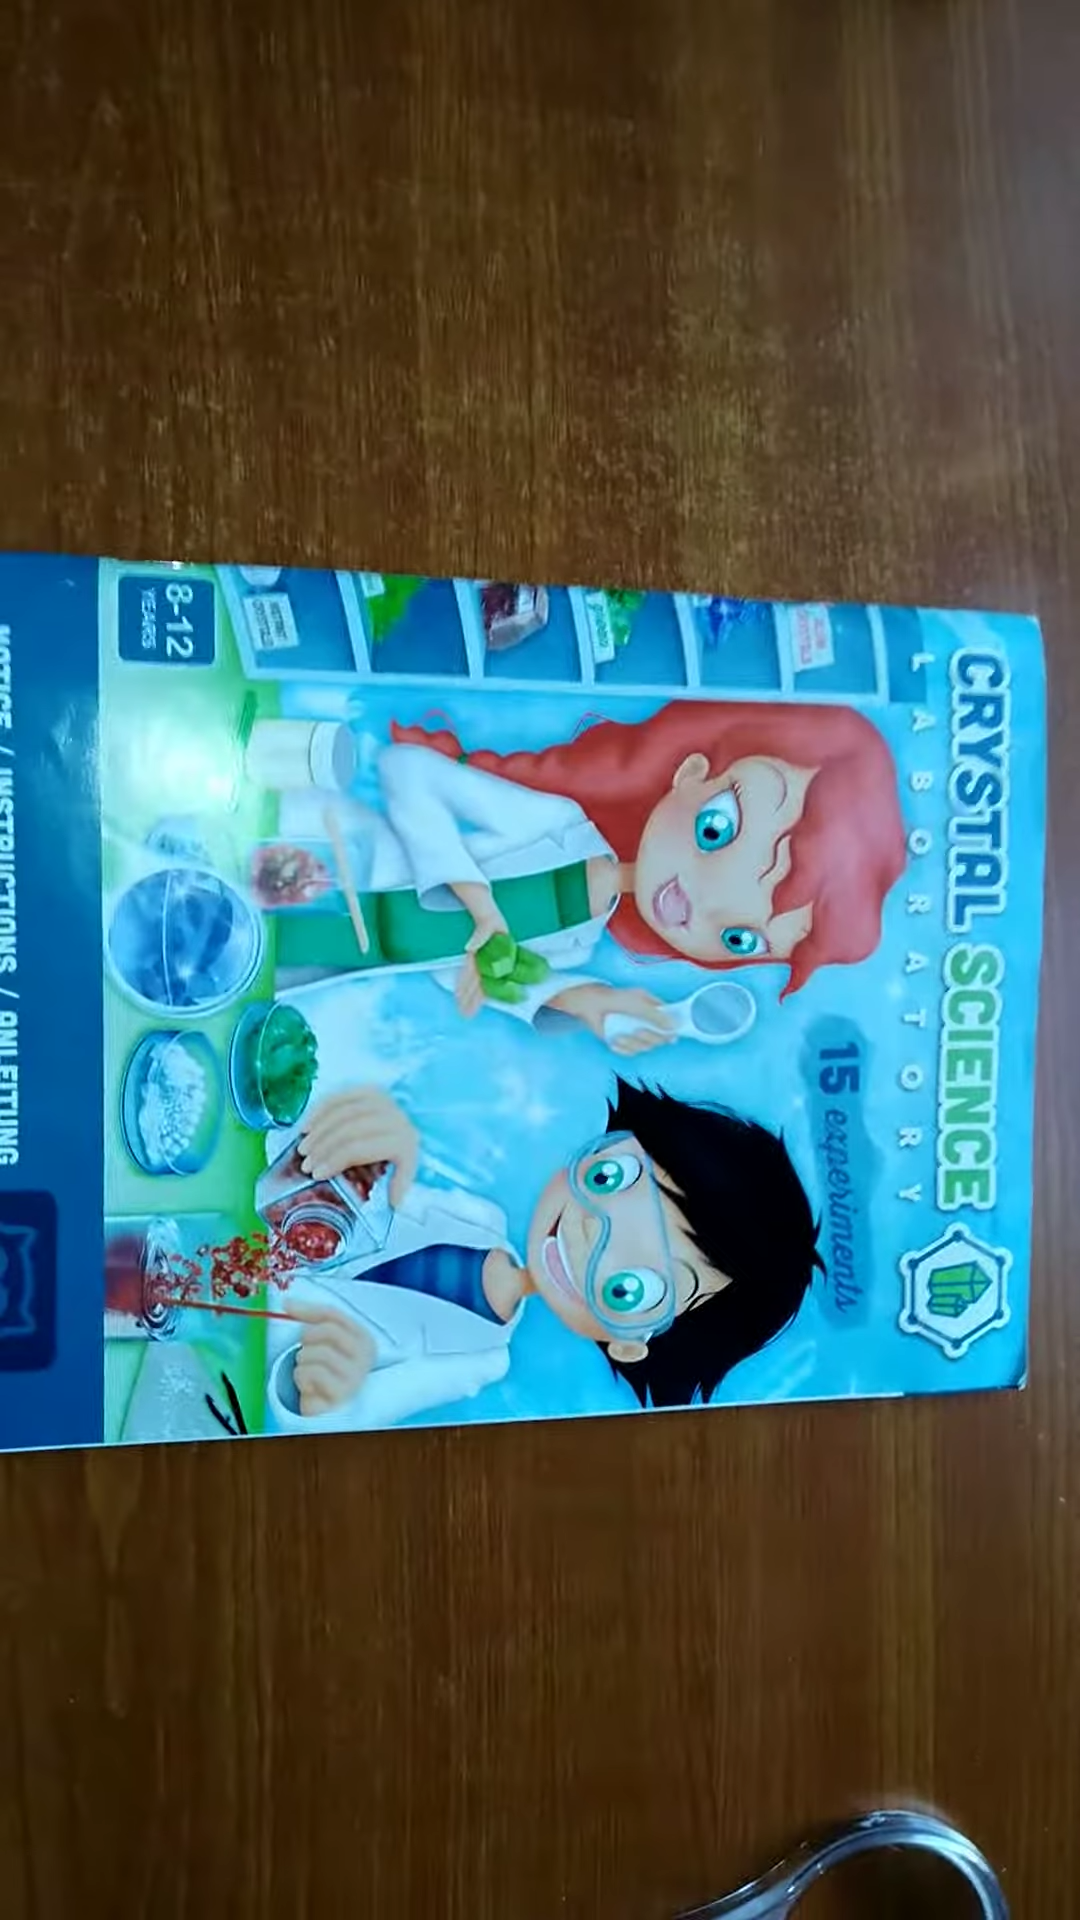 CRYSTAL SCIENCE
LABORATORY
15 experiments
8-12
YEARS
NOTICE / INSTRUCTIONS / ANLEITUNG